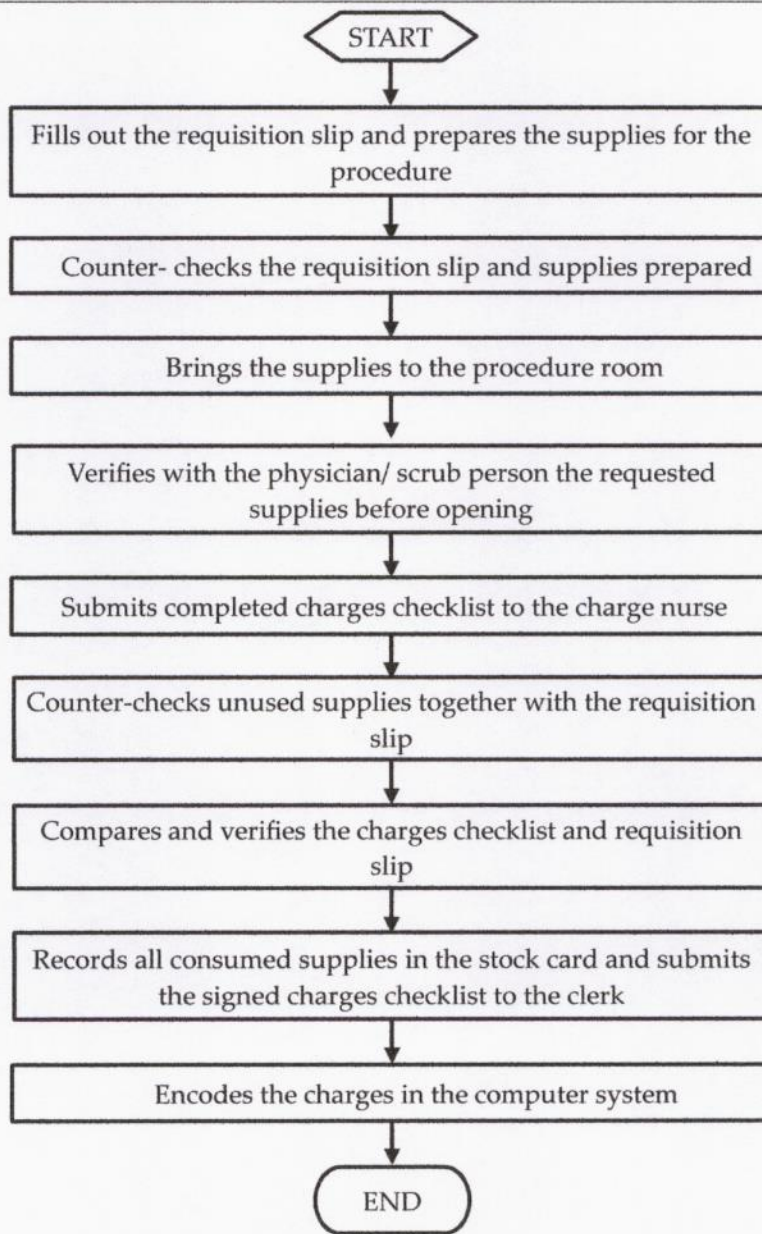 START
Fills out the requisition slip and prepares the supplies for the
procedure
Counter- checks the requisition slip and supplies prepared
Brings the supplies to the procedure room
Verifies with the physician/ scrub person the requested
supplies before opening
Submits completed charges checklist to the charge nurse
Counter-checks unused supplies together with the requisition
slip
Compares and verifies the charges checklist and requisition
slip
Records all consumed supplies in the stock card and submits
the signed charges checklist to the clerk
Encodes the charges in the computer system
END